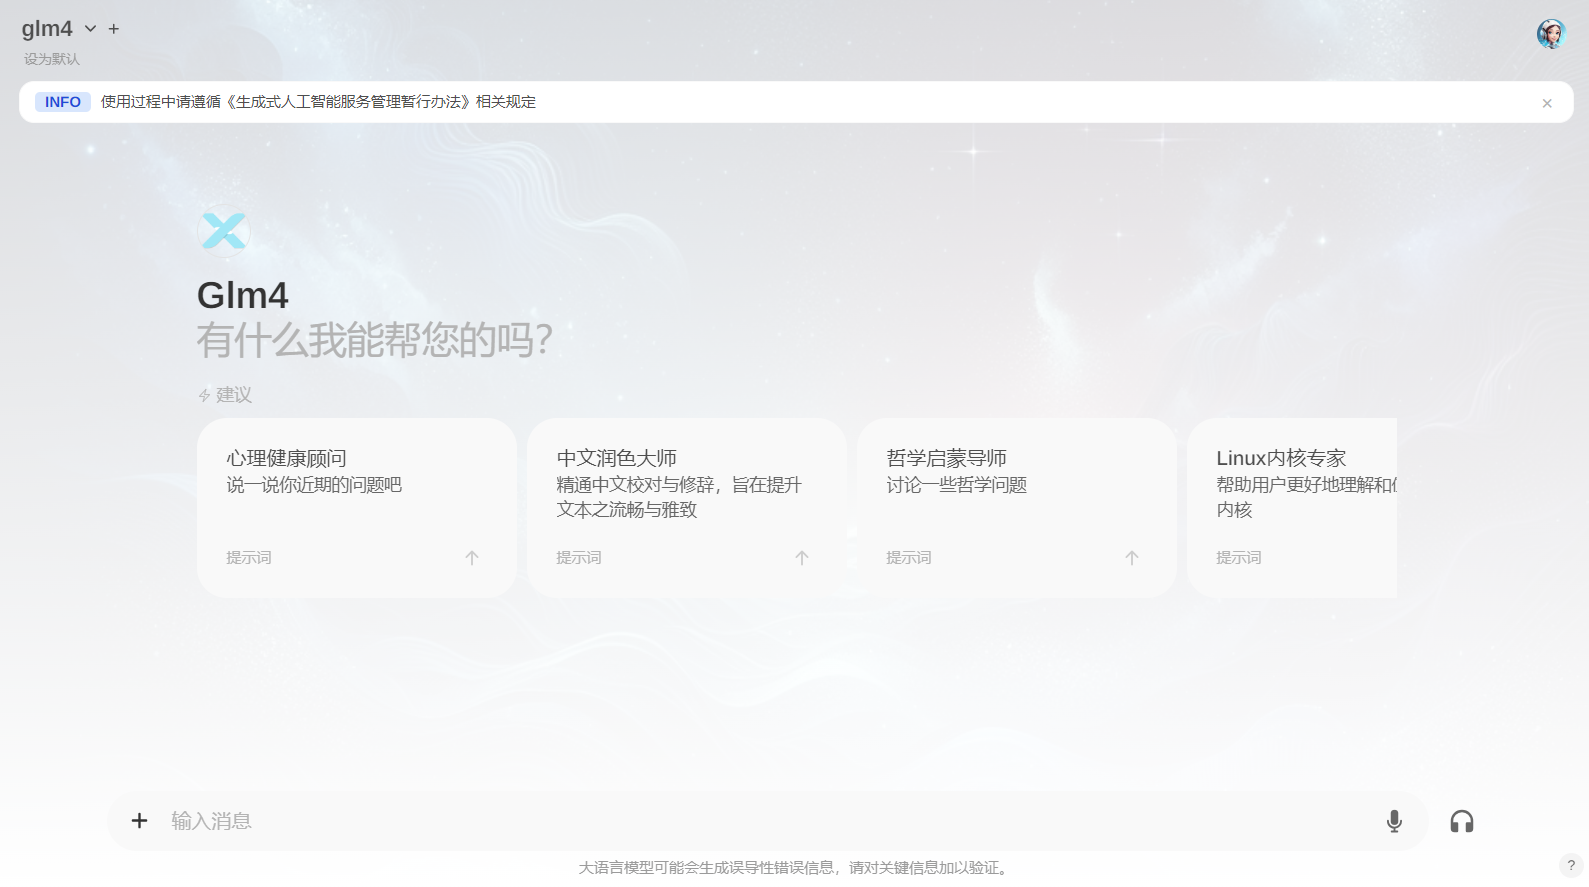 glm4
设为默认
INFO 使用过程中请遵循《生成式人工智能服务管理暂行办法》相关规定
Glm4
有什么我能帮您的吗？
建议
心理健康顾问
说一说你近期的问题吧
提示词
中文润色大师
精通中文校对与修辞，旨在提升
文本之流畅与雅致
提示词
哲学启蒙导师
讨论一些哲学问题
提示词
Linux内核专家
帮助用户更好地理解和
内核
提示词
输入消息
大语言模型可能会生成误导性错误信息，请对关键信息加以验证。
?